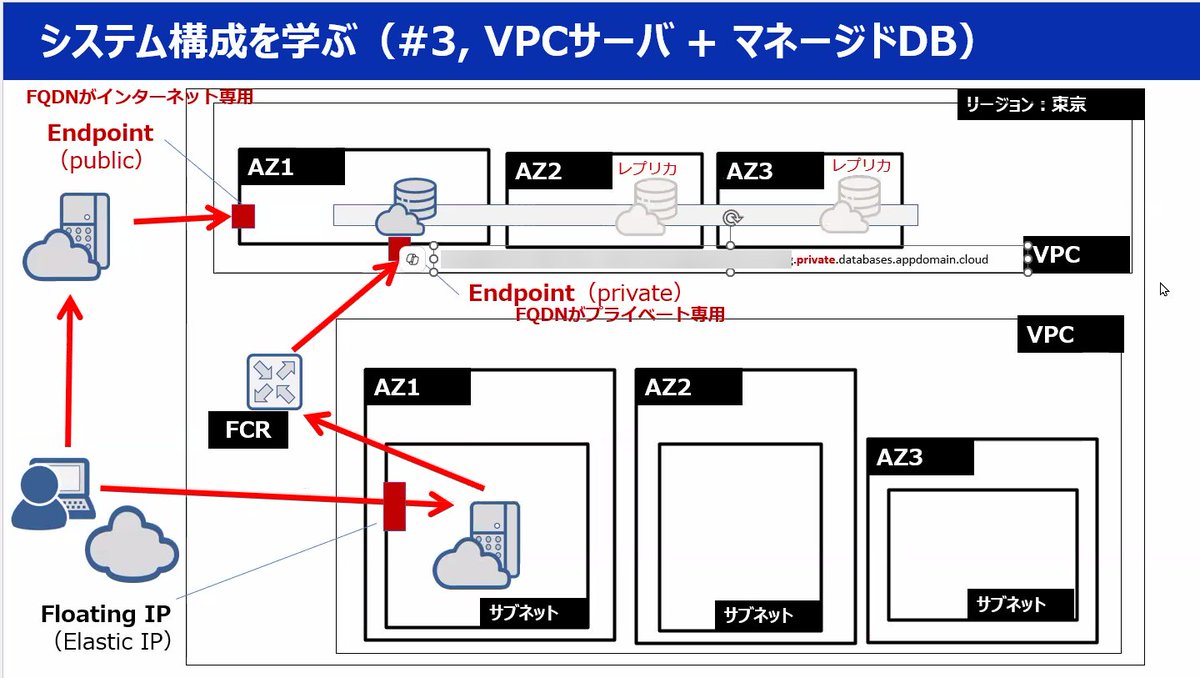 システム構成を学ぶ（#3, VPCサーバ + マネージドDB）
FQDNがインターネット専用
Endpoint
（public）
リージョン：東京
AZ1
AZ2
レプリカ
AZ3
レプリカ
.private.databases.appdomain.cloud
VPC
Endpoint（private）
FQDNがプライベート専用
VPC
FCR
AZ1
AZ2
AZ3
サブネット
サブネット
サブネット
Floating IP
（Elastic IP）